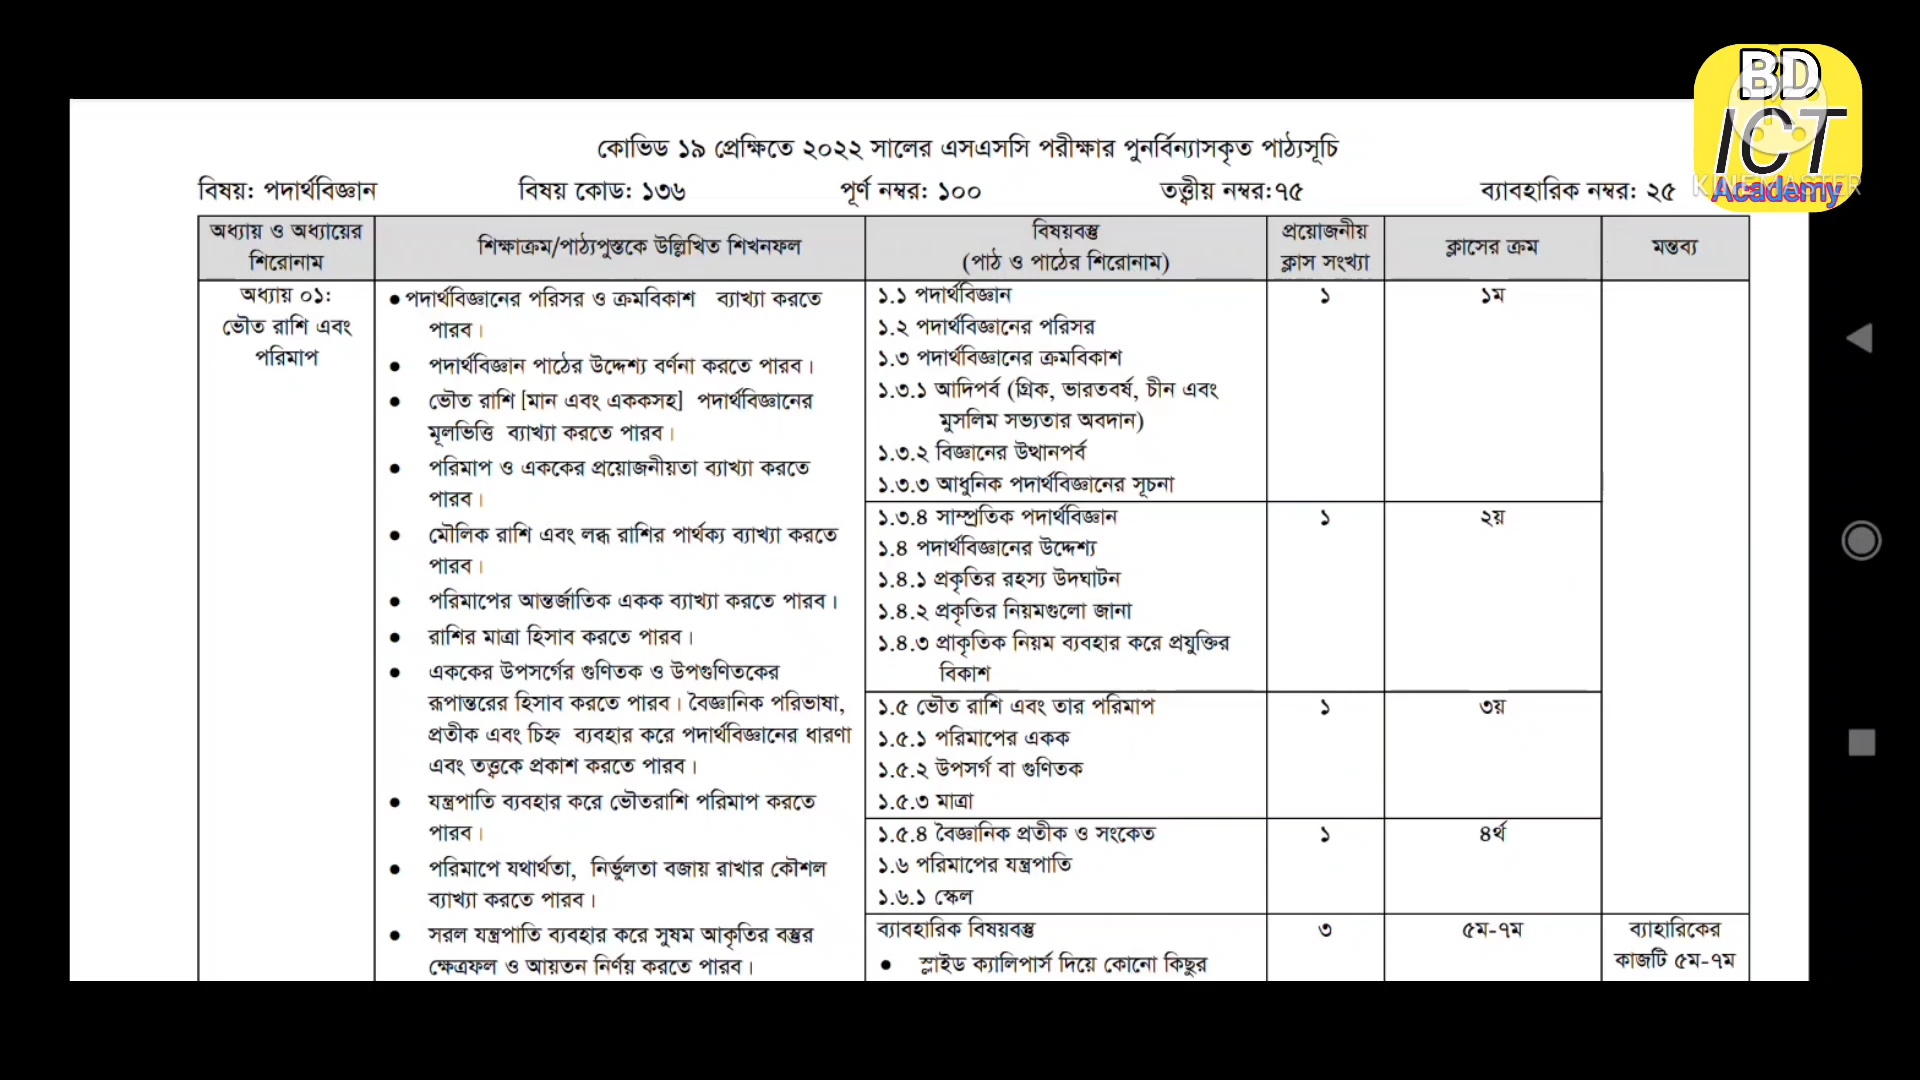 BD
ICT
Academy
KINEMASTER
কোভিড ১৯ প্রেক্ষিতে ২০২২ সালের এসএসসি পরীক্ষার পুনর্বিন্যাসকৃত পাঠ্যসূচি
বিষয়: পদার্থবিজ্ঞান বিষয় কোড: ১৩৬ পূর্ণ নম্বর: ১০০ তত্ত্বীয় নম্বর:৭৫ ব্যাবহারিক নম্বর: ২৫
অধ্যায় ও অধ্যায়ের
শিরোনাম
শিক্ষাক্রম/পাঠ্যপুস্তকে উল্লিখিত শিখনফল
বিষয়বস্তু
(পাঠ ও পাঠের শিরোনাম)
প্রয়োজনীয়
ক্লাস সংখ্যা
ক্লাসের ক্রম
মন্তব্য
অধ্যায় ০১:
ভৌত রাশি এবং
পরিমাপ
● পদার্থবিজ্ঞানের পরিসর ও ক্রমবিকাশ ব্যাখ্যা করতে
পারব।
● পদার্থবিজ্ঞান পাঠের উদ্দেশ্য বর্ণনা করতে পারব।
● ভৌত রাশি [মান এবং এককসহ] পদার্থবিজ্ঞানের
মূলভিত্তি ব্যাখ্যা করতে পারব।
● পরিমাপ ও এককের প্রয়োজনীয়তা ব্যাখ্যা করতে
পারব।
● মৌলিক রাশি এবং লব্ধ রাশির পার্থক্য ব্যাখ্যা করতে
পারব।
● পরিমাপের আন্তর্জাতিক একক ব্যাখ্যা করতে পারব।
● রাশির মাত্রা হিসাব করতে পারব।
● এককের উপসর্গের গুণিতক ও উপগুণিতকের
রূপান্তরের হিসাব করতে পারব। বৈজ্ঞানিক পরিভাষা,
প্রতীক এবং চিহ্ন ব্যবহার করে পদার্থবিজ্ঞানের ধারণা
এবং তত্ত্বকে প্রকাশ করতে পারব।
● যন্ত্রপাতি ব্যবহার করে ভৌতরাশি পরিমাপ করতে
পারব।
● পরিমাপে যথার্থতা, নির্ভুলতা বজায় রাখার কৌশল
ব্যাখ্যা করতে পারব।
● সরল যন্ত্রপাতি ব্যবহার করে সুষম আকৃতির বস্তুর
ক্ষেত্রফল ও আয়তন নির্ণয় করতে পারব।
১.১ পদার্থবিজ্ঞান
১.২ পদার্থবিজ্ঞানের পরিসর
১.৩ পদার্থবিজ্ঞানের ক্রমবিকাশ
১.৩.১ আদিপর্ব (গ্রিক, ভারতবর্ষ, চীন এবং
মুসলিম সভ্যতার অবদান)
১.৩.২ বিজ্ঞানের উত্থানপর্ব
১.৩.৩ আধুনিক পদার্থবিজ্ঞানের সূচনা
১
১ম
১.৩.৪ সাম্প্রতিক পদার্থবিজ্ঞান
১.৪ পদার্থবিজ্ঞানের উদ্দেশ্য
১.৪.১ প্রকৃতির রহস্য উদঘাটন
১.৪.২ প্রকৃতির নিয়মগুলো জানা
১.৪.৩ প্রাকৃতিক নিয়ম ব্যবহার করে প্রযুক্তির
বিকাশ
১
২য়
১.৫ ভৌত রাশি এবং তার পরিমাপ
১.৫.১ পরিমাপের একক
১.৫.২ উপসর্গ বা গুণিতক
১.৫.৩ মাত্রা
১
৩য়
১.৫.৪ বৈজ্ঞানিক প্রতীক ও সংকেত
১.৬ পরিমাপের যন্ত্রপাতি
১.৬.১ স্কেল
১
৪র্থ
ব্যাবহারিক বিষয়বস্তু
● স্লাইড ক্যালিপার্স দিয়ে কোনো কিছুর
৩
৫ম-৭ম
ব্যাহারিকের
কাজটি ৫ম-৭ম